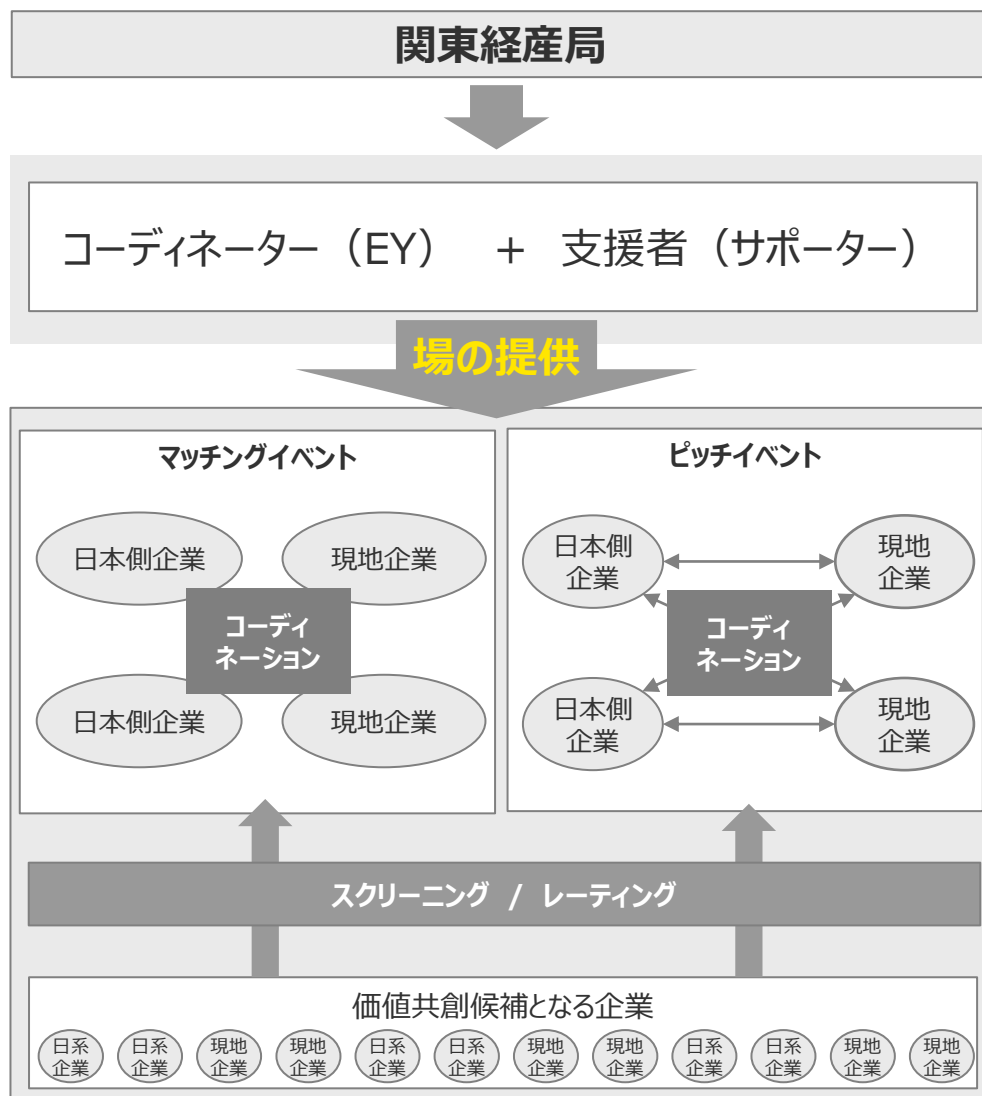 関東経産局
コーディネーター（EY） + 支援者（サポーター）
場の提供
マッチングイベント
日本側企業
現地企業
コーディ
ネーション
日本側企業
現地企業
ピッチイベント
日本側
企業
現地
企業
コーディ
ネーション
日本側
企業
現地
企業
スクリーニング / レーティング
価値共創候補となる企業
日系
企業
日系
企業
現地
企業
現地
企業
日系
企業
日系
企業
現地
企業
現地
企業
日系
企業
日系
企業
現地
企業
現地
企業